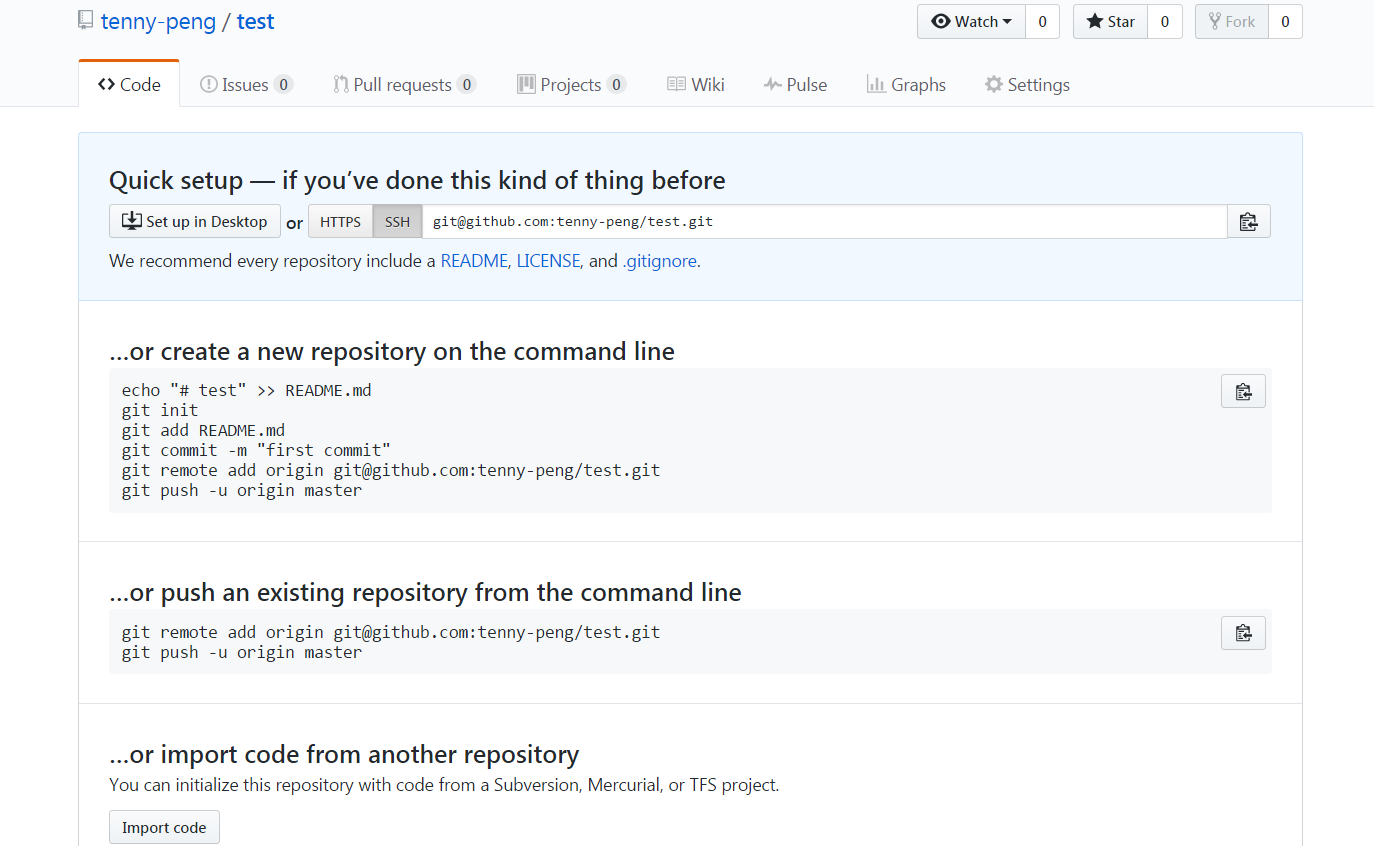 tenny-peng / test
Watch 0 Star 0 Fork 0
Code Issues 0 Pull requests 0 Projects 0 Wiki Pulse Graphs Settings
Quick setup — if you’ve done this kind of thing before
Set up in Desktop or HTTPS SSH git@github.com:tenny-peng/test.git
We recommend every repository include a README, LICENSE, and .gitignore.
…or create a new repository on the command line
echo "# test" >> README.md
git init
git add README.md
git commit -m "first commit"
git remote add origin git@github.com:tenny-peng/test.git
git push -u origin master
…or push an existing repository from the command line
git remote add origin git@github.com:tenny-peng/test.git
git push -u origin master
…or import code from another repository
You can initialize this repository with code from a Subversion, Mercurial, or TFS project.
Import code